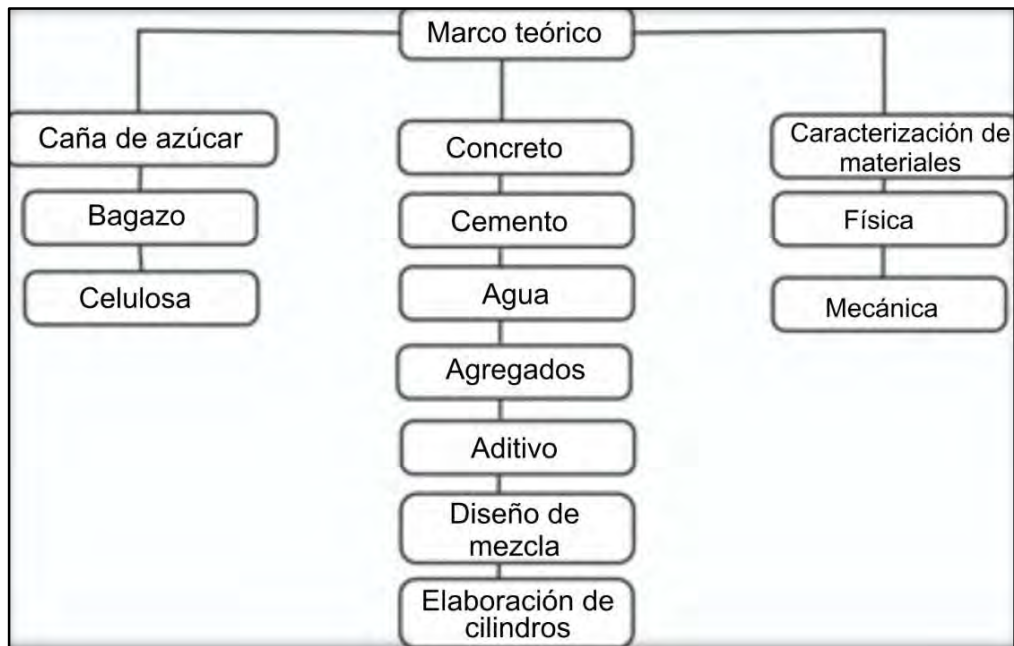 Marco teórico
Caña de azúcar
Bagazo
Celulosa
Concreto
Cemento
Agua
Agregados
Aditivo
Diseño de
mezcla
Elaboración de
cilindros
Caracterización de
materiales
Física
Mecánica